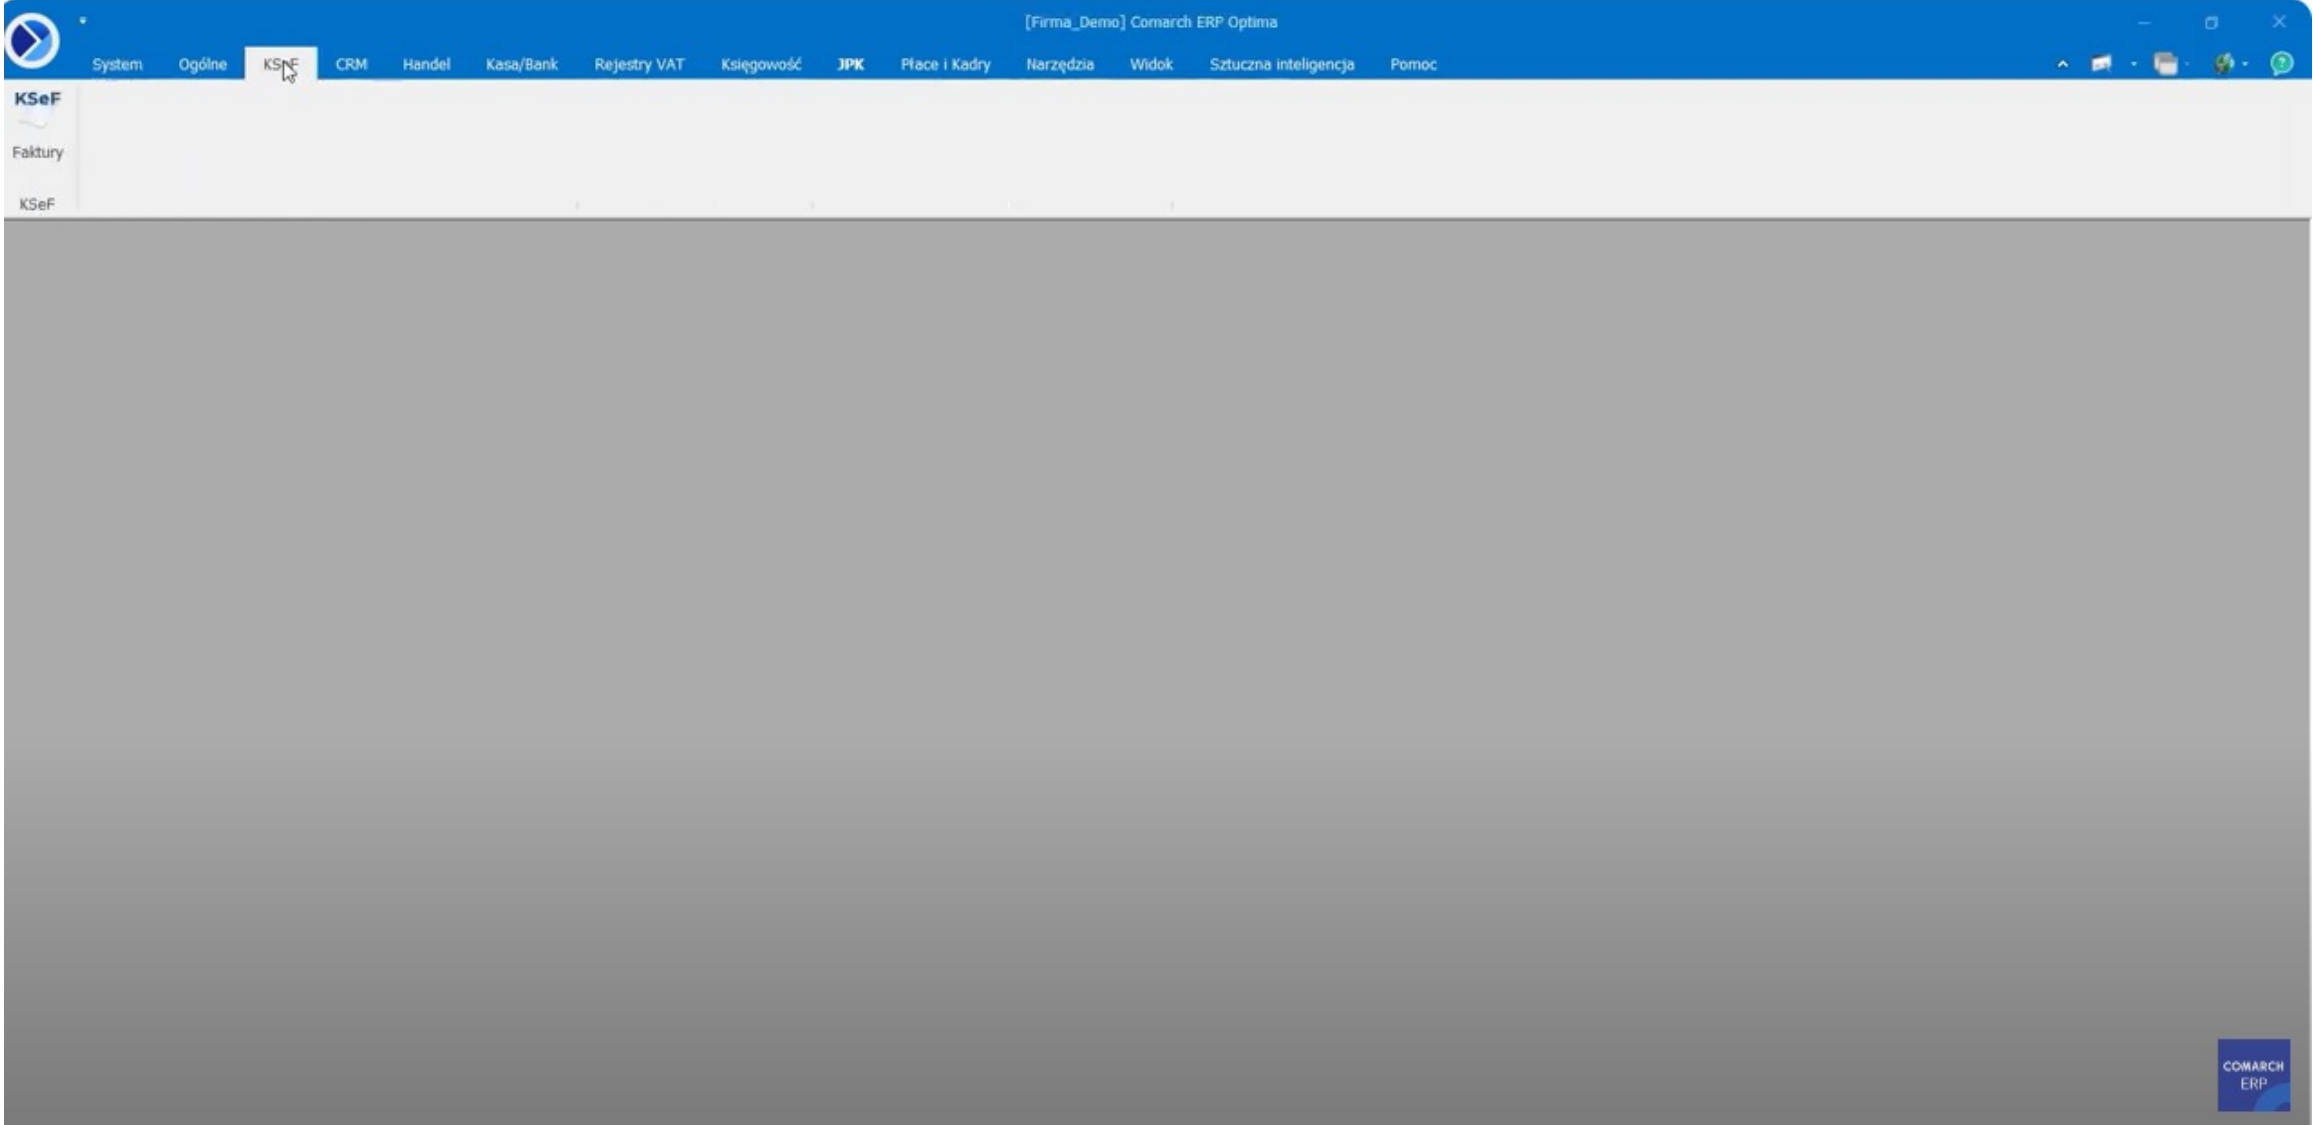 [Firma_Demo] Comarch ERP Optima
System Ogólne KSeF CRM Handel Kasa/Bank Rejestry VAT Księgowość JPK Płace i Kadry Narzędzia Widok Sztuczna inteligencja Pomoc
KSeF
Faktury
KSeF
COMARCH
ERP